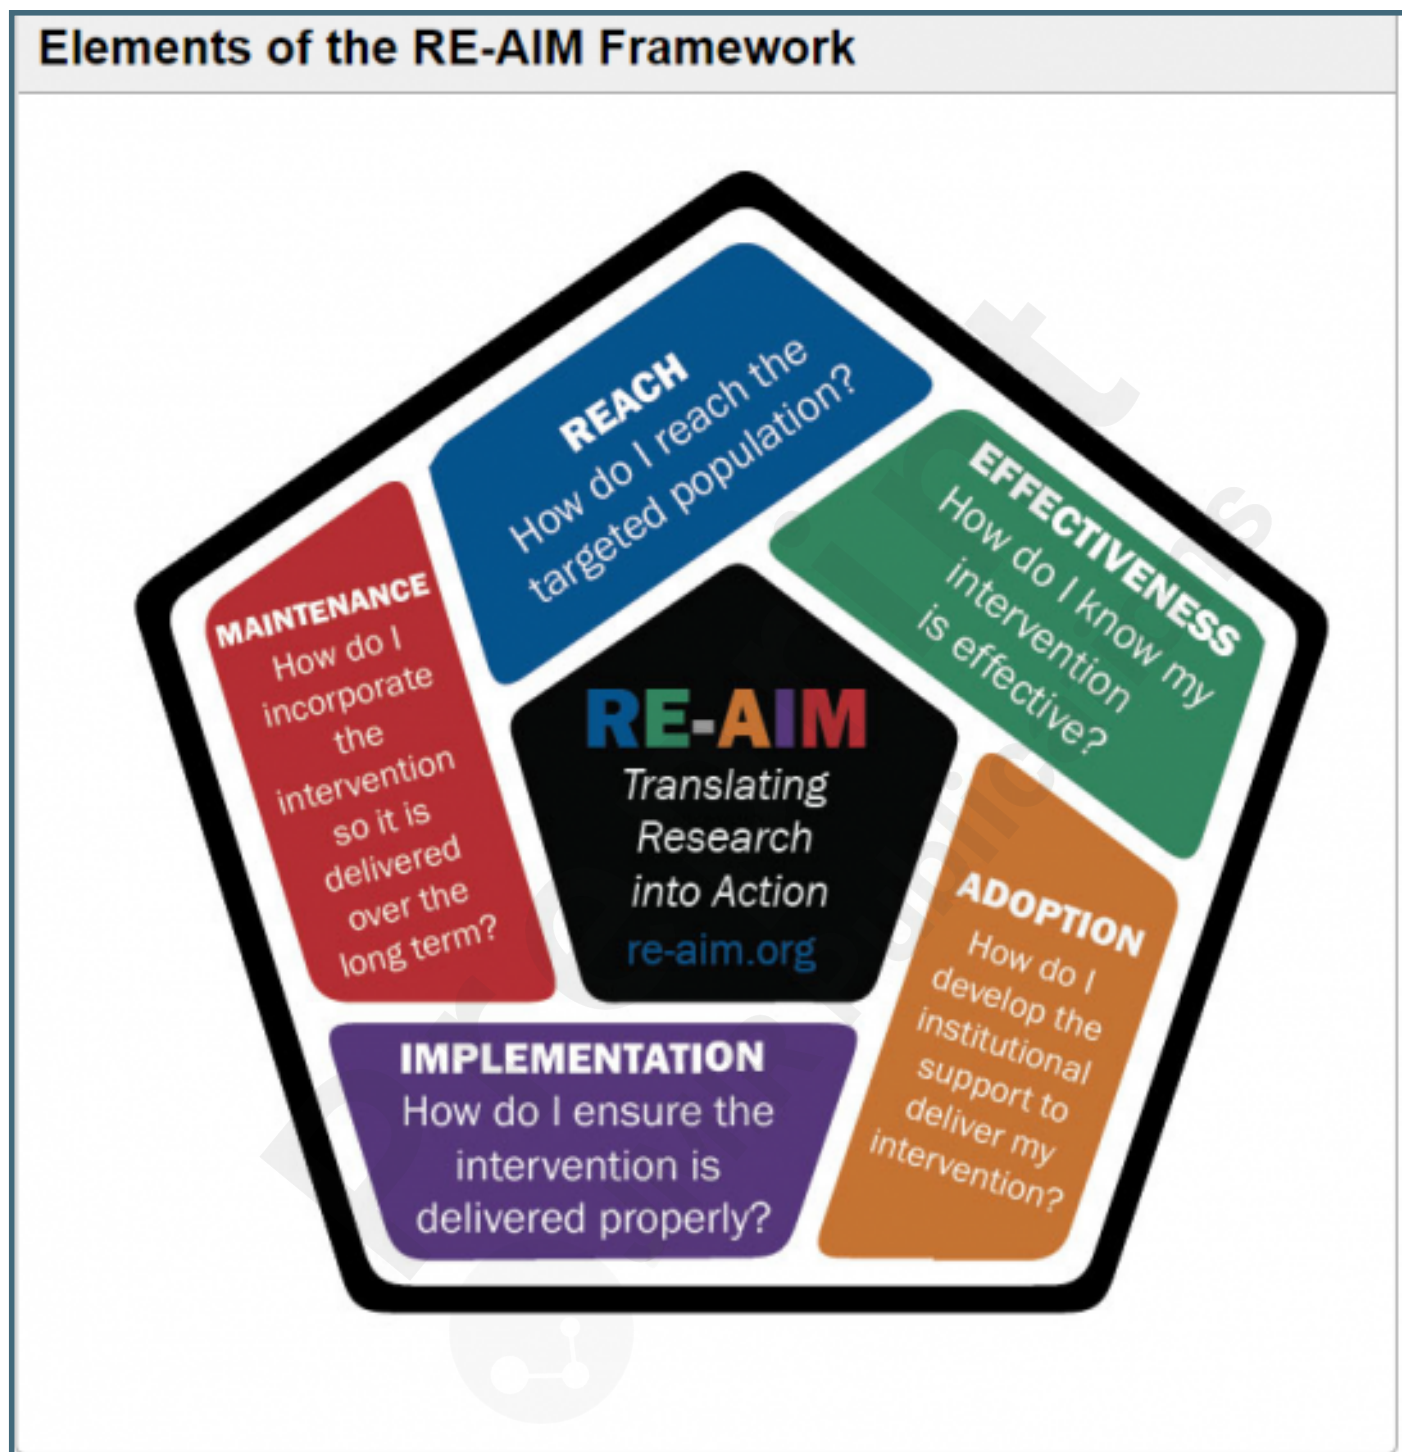 Elements of the RE-AIM Framework
REACH
How do I reach the
targeted population?
EFFECTIVENESS
How do I know my
intervention
is effective?
ADOPTION
How do I
develop the
institutional
support to
deliver my
intervention?
IMPLEMENTATION
How do I ensure the
intervention is
delivered properly?
MAINTENANCE
How do I
incorporate
the
intervention
so it is
delivered
over the
long term?
RE-AIM
Translating
Research
into Action
re-aim.org